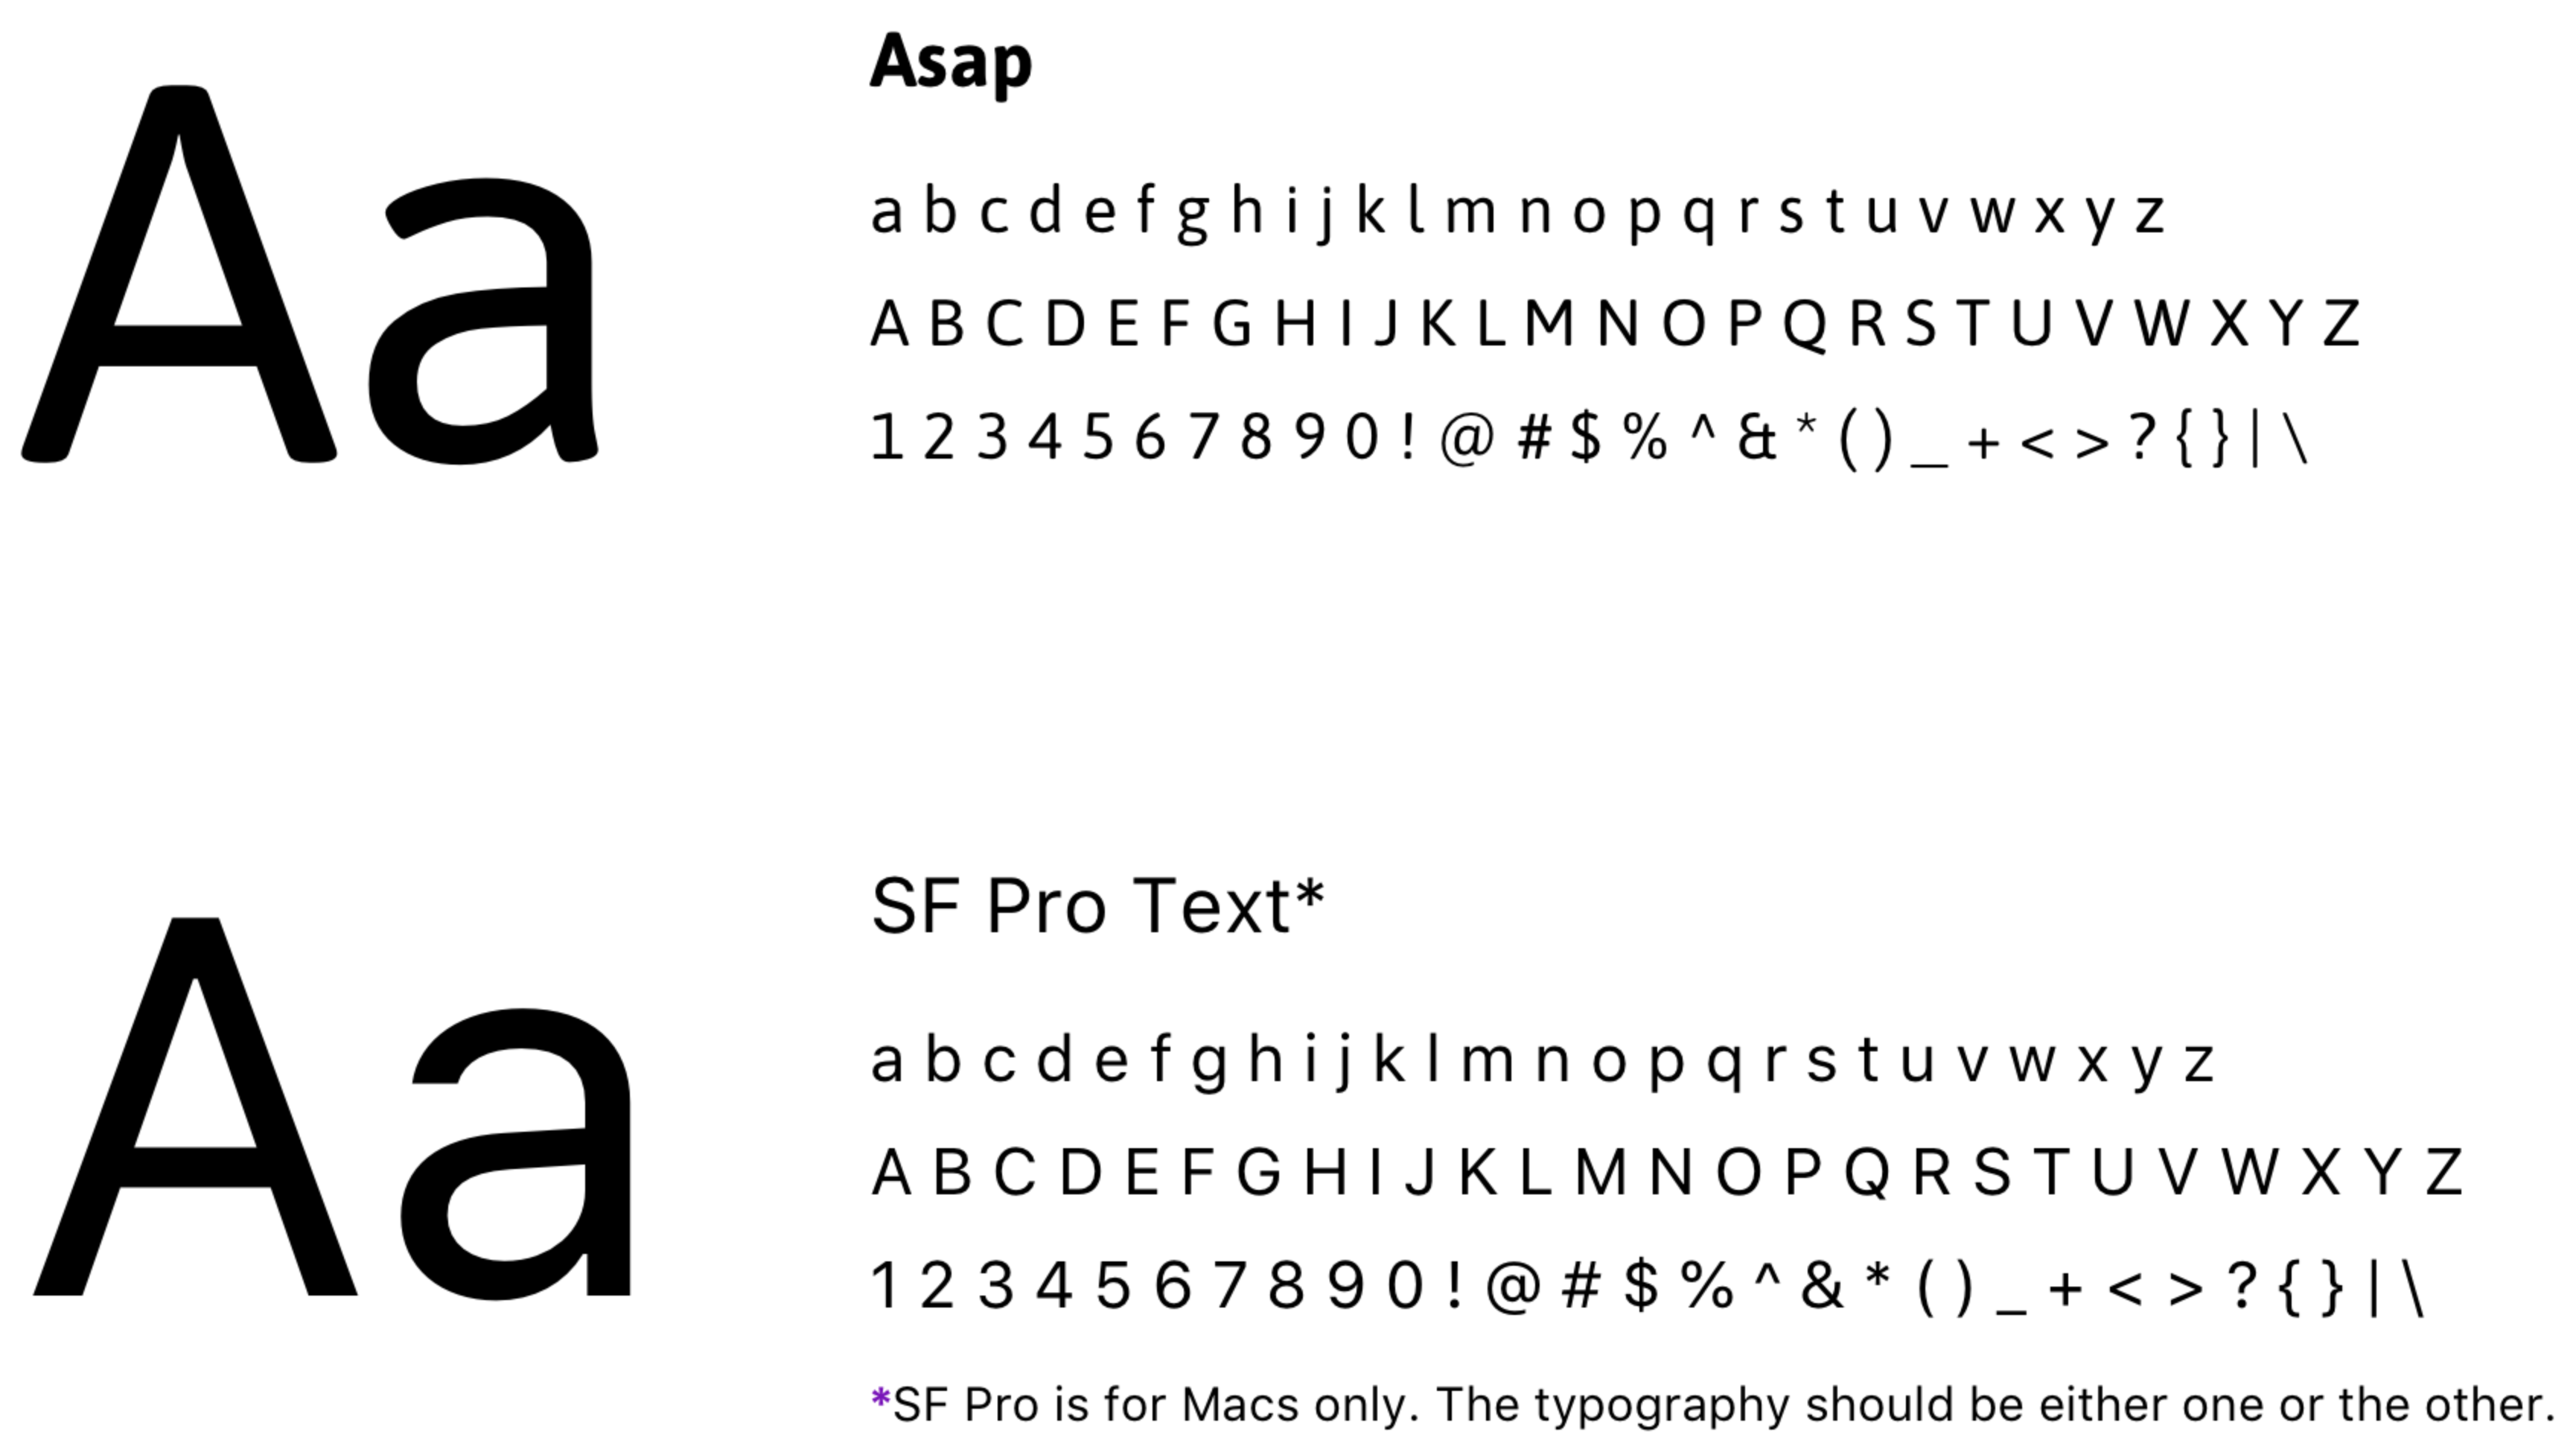 Aa
Asap
a b c d e f g h i j k l m n o p q r s t u v w x y z
A B C D E F G H I J K L M N O P Q R S T U V W X Y Z
1 2 3 4 5 6 7 8 9 0 ! @ # $ % ^ & * ( ) _ + < > ? { } | \
Aa
SF Pro Text*
a b c d e f g h i j k l m n o p q r s t u v w x y z
A B C D E F G H I J K L M N O P Q R S T U V W X Y Z
1 2 3 4 5 6 7 8 9 0 ! @ # $ % ^ & * ( ) _ + < > ? { } | \
*SF Pro is for Macs only. The typography should be either one or the other.